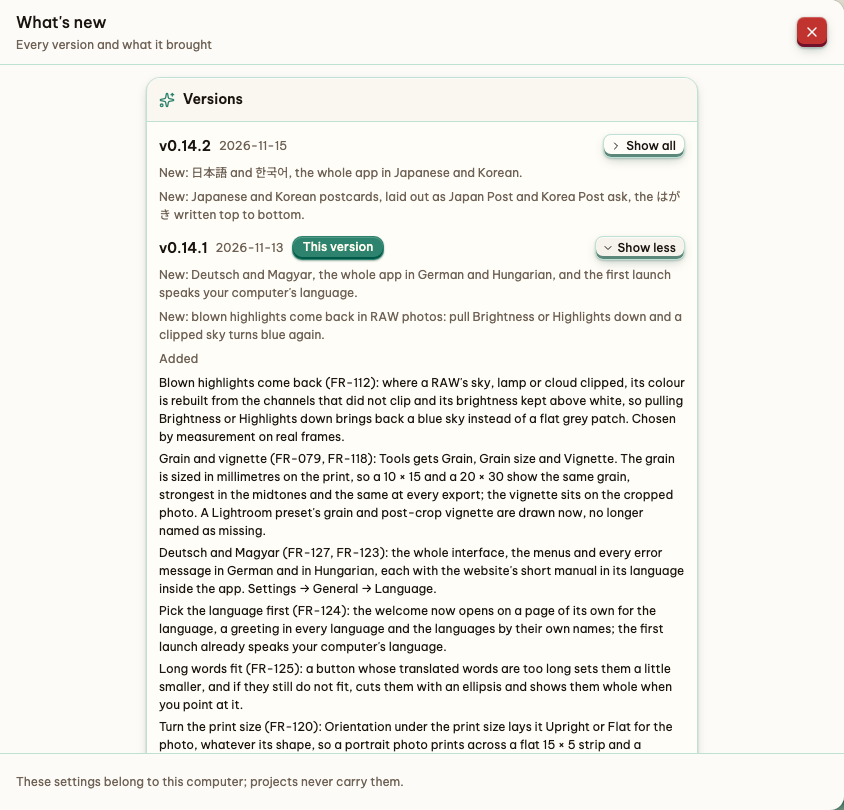 What's new
Every version and what it brought
Versions
v0.14.2 2026-11-15
Show all
New: 日本語 and 한국어, the whole app in Japanese and Korean.
New: Japanese and Korean postcards, laid out as Japan Post and Korea Post ask, the はが
き written top to bottom.
v0.14.1 2026-11-13 This version
Show less
New: Deutsch and Magyar, the whole app in German and Hungarian, and the first launch
speaks your computer's language.
New: blown highlights come back in RAW photos: pull Brightness or Highlights down and a
clipped sky turns blue again.
Added
Blown highlights come back (FR-112): where a RAW's sky, lamp or cloud clipped, its colour
is rebuilt from the channels that did not clip and its brightness kept above white, so pulling
Brightness or Highlights down brings back a blue sky instead of a flat grey patch. Chosen
by measurement on real frames.
Grain and vignette (FR-079, FR-118): Tools gets Grain, Grain size and Vignette. The grain
is sized in millimetres on the print, so a 10 × 15 and a 20 × 30 show the same grain,
strongest in the midtones and the same at every export; the vignette sits on the cropped
photo. A Lightroom preset's grain and post-crop vignette are drawn now, no longer
named as missing.
Deutsch and Magyar (FR-127, FR-123): the whole interface, the menus and every error
message in German and in Hungarian, each with the website's short manual in its language
inside the app. Settings → General → Language.
Pick the language first (FR-124): the welcome now opens on a page of its own for the
language, a greeting in every language and the languages by their own names; the first
launch already speaks your computer's language.
Long words fit (FR-125): a button whose translated words are too long sets them a little
smaller, and if they still do not fit, cuts them with an ellipsis and shows them whole when
you point at it.
Turn the print size (FR-120): Orientation under the print size lays it Upright or Flat for the
photo, whatever its shape, so a portrait photo prints across a flat 15 × 5 strip and a
These settings belong to this computer; projects never carry them.